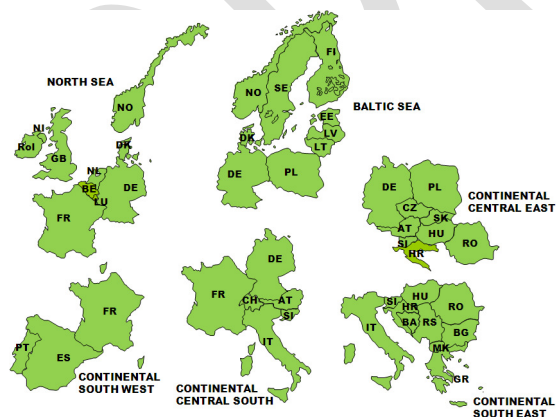 NORTH SEA
NO
NI
RoI
GB
DK
NL
BE
LU
DE
FR
FI
NO
SE
BALTIC SEA
EE
LV
LT
DK
DE
PL
DE
PL
CONTINENTAL
CENTRAL EAST
CZ
SK
AT
HU
SI
HR
RO
FR
PT
ES
CONTINENTAL
SOUTH WEST
DE
FR
CH
AT
SI
IT
CONTINENTAL
CENTRAL SOUTH
HU
SI
HR
RO
IT
BA
RS
BG
MK
GR
CONTINENTAL
SOUTH EAST